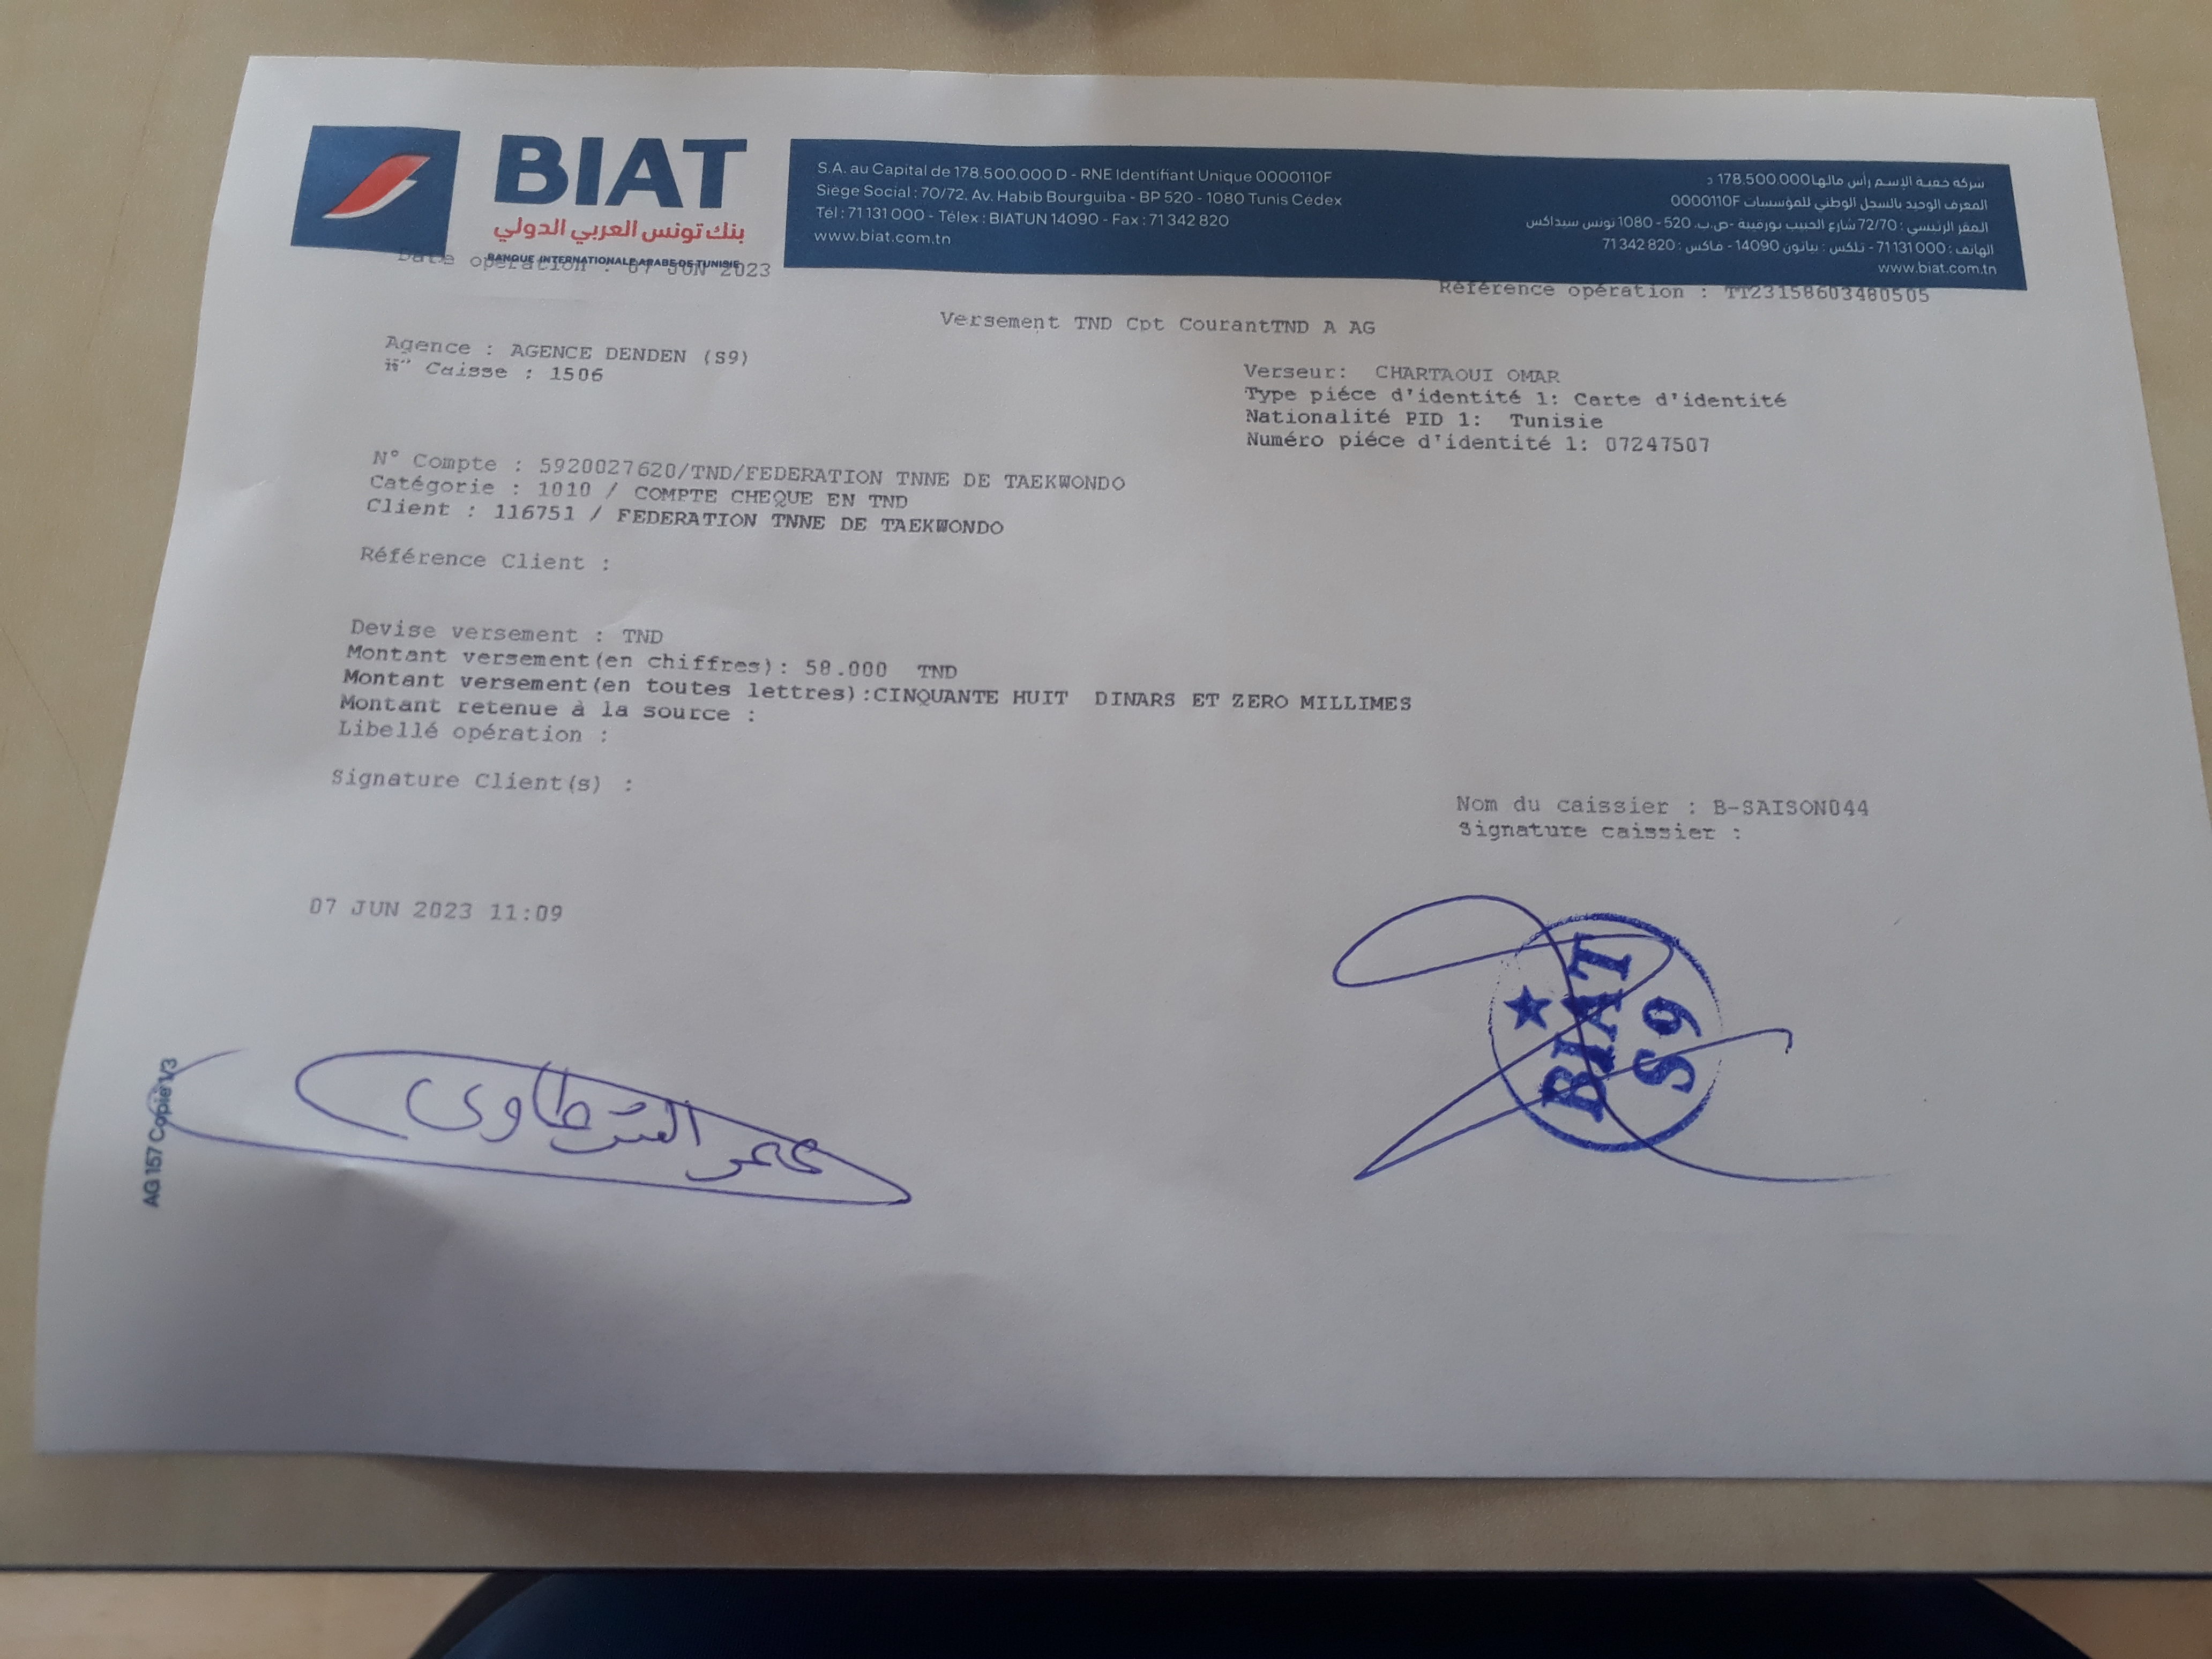 BIAT
بنك تونس العربي الدولي
BANQUE INTERNATIONALE ARABE DE TUNISIE
S.A. au Capital de 178.500.000 D - RNE Identifiant Unique 0000110F
Siège Social : 70/72, Av. Habib Bourguiba - BP 520 - 1080 Tunis Cédex
Tél : 71 131 000 - Télex : BIATUN 14090 - Fax : 71 342 820
www.biat.com.tn
شركة خفية الإسم رأس مالها 178.500.000 د
المعرف الوحيد بالسجل الوطني للمؤسسات 0000110F
المقر الرئيسي : 72/70 شارع الحبيب بورقيبة -ص.ب. 520 - 1080 تونس سيداكس
الهاتف : 71 131 000 - تلكس : بياتون 14090 - فاكس : 71 342 820
www.biat.com.tn
Date opération : 07 JUN 2023
Référence opération : TT23158603480505
Versement TND Cpt CourantTND A AG
Agence : AGENCE DENDEN (S9)
N° Caisse : 1506
Verseur: CHARTAOUI OMAR
Type piéce d'identité 1: Carte d'identité
Nationalité PID 1: Tunisie
Numéro piéce d'identité 1: 07247507
N° Compte : 5920027620/TND/FEDERATION TNNE DE TAEKWONDO
Catégorie : 1010 / COMPTE CHEQUE EN TND
Client : 116751 / FEDERATION TNNE DE TAEKWONDO
Référence Client :
Devise versement : TND
Montant versement(en chiffres): 58.000 TND
Montant versement(en toutes lettres):CINQUANTE HUIT DINARS ET ZERO MILLIMES
Montant retenue à la source :
Libellé opération :
Signature Client(s) :
Nom du caissier : B-SAISON044
Signature caissier :
07 JUN 2023 11:09
عمر الشرطاوي
BIAT
S9
AG 157 Copie 1/3